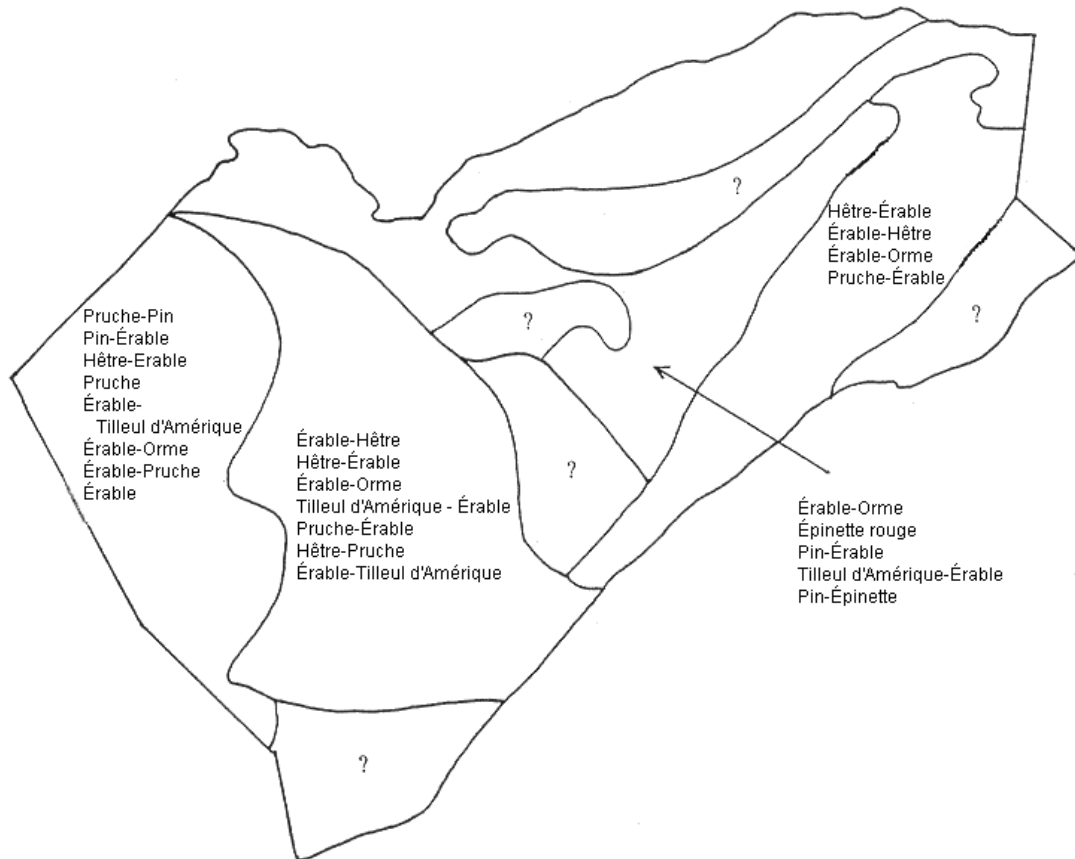 ?
Hêtre-Érable
Érable-Hêtre
Érable-Orme
Pruche-Érable
?
?
Pruche-Pin
Pin-Érable
Hêtre-Erable
Pruche
Érable-
Tilleul d'Amérique
Érable-Orme
Érable-Pruche
Érable
Érable-Hêtre
Hêtre-Érable
Érable-Orme
Tilleul d'Amérique - Érable
Pruche-Érable
Hêtre-Pruche
Érable-Tilleul d'Amérique
?
Érable-Orme
Épinette rouge
Pin-Érable
Tilleul d'Amérique-Érable
Pin-Épinette
?